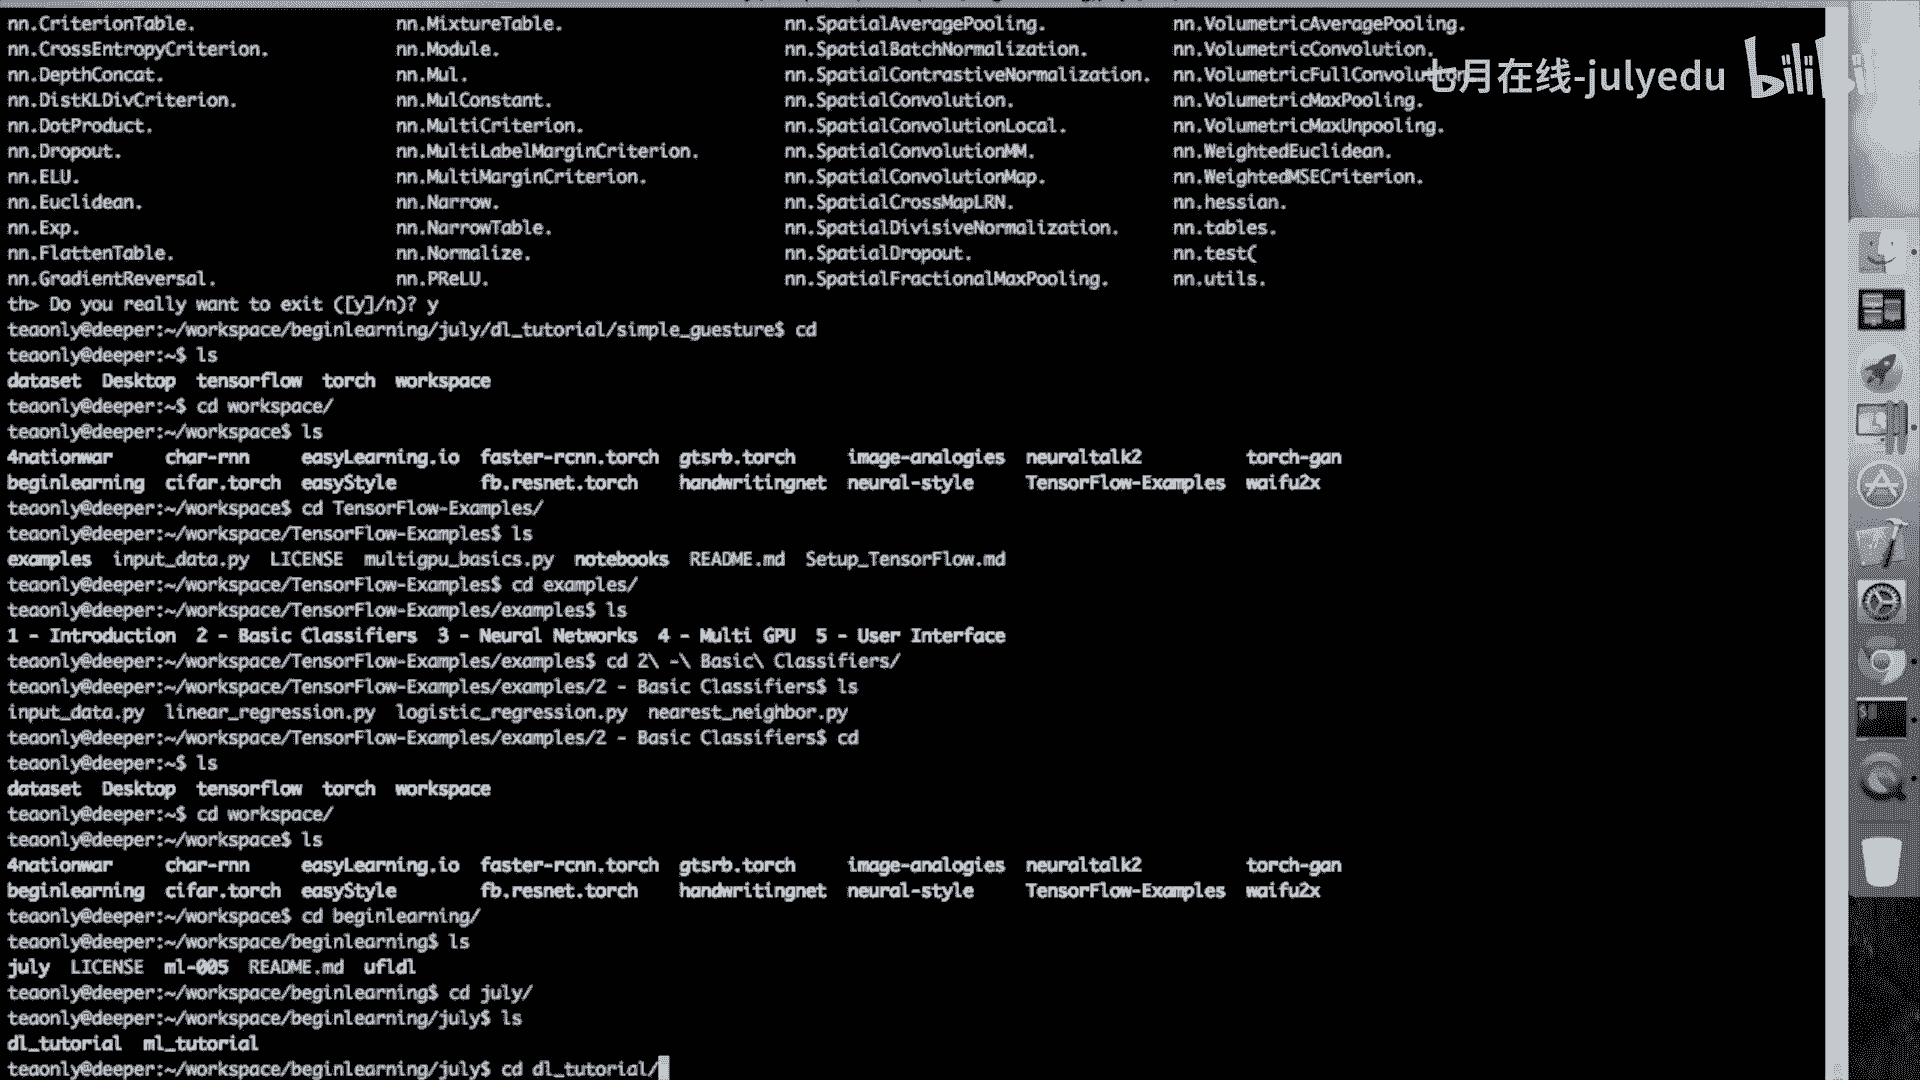 nn.CriterionTable. nn.MixtureTable. nn.SpatialAveragePooling. nn.VolumetricAveragePooling.
nn.CrossEntropyCriterion. nn.Module. nn.SpatialBatchNormalization. nn.VolumetricConvolution.
nn.DepthConcat. nn.Mul. nn.SpatialContrastiveNormalization. nn.VolumetricFullConvolution.
七月在线-julyedu bilibili
nn.DistKLDivCriterion. nn.MulConstant. nn.SpatialConvolution. nn.VolumetricMaxPooling.
nn.DotProduct. nn.MultiCriterion. nn.SpatialConvolutionLocal. nn.VolumetricMaxUnpooling.
nn.Dropout. nn.MultiLabelMarginCriterion. nn.SpatialConvolutionMM. nn.WeightedEuclidean.
nn.ELU. nn.MultiMarginCriterion. nn.SpatialConvolutionMap. nn.WeightedMSECriterion.
nn.Euclidean. nn.Narrow. nn.SpatialCrossMapLRN. nn.hessian.
nn.Exp. nn.NarrowTable. nn.SpatialDivisiveNormalization. nn.tables.
nn.FlattenTable. nn.Normalize. nn.SpatialDropout. nn.test(
nn.GradientReversal. nn.PReLU. nn.SpatialFractionalMaxPooling. nn.utils.
th> Do you really want to exit ([y]/n)? y
teaonly@deeper:~/workspace/beginlearning/july/dl_tutorial/simple_guesture$ cd
teaonly@deeper:~$ ls
dataset Desktop tensorflow torch workspace
teaonly@deeper:~$ cd workspace/
teaonly@deeper:~/workspace$ ls
4nationwar char-rnn easyLearning.io faster-rcnn.torch gtsrb.torch image-analogies neuraltalk2 torch-gan
beginlearning cifar.torch easyStyle fb.resnet.torch handwritingnet neural-style TensorFlow-Examples waifu2x
teaonly@deeper:~/workspace$ cd TensorFlow-Examples/
teaonly@deeper:~/workspace/TensorFlow-Examples$ ls
examples input_data.py LICENSE multigpu_basics.py notebooks README.md Setup_TensorFlow.md
teaonly@deeper:~/workspace/TensorFlow-Examples$ cd examples/
teaonly@deeper:~/workspace/TensorFlow-Examples/examples$ ls
1 - Introduction 2 - Basic Classifiers 3 - Neural Networks 4 - Multi GPU 5 - User Interface
teaonly@deeper:~/workspace/TensorFlow-Examples/examples$ cd 2\ -\ Basic\ Classifiers/
teaonly@deeper:~/workspace/TensorFlow-Examples/examples/2 - Basic Classifiers$ ls
input_data.py linear_regression.py logistic_regression.py nearest_neighbor.py
teaonly@deeper:~/workspace/TensorFlow-Examples/examples/2 - Basic Classifiers$ cd
teaonly@deeper:~$ ls
dataset Desktop tensorflow torch workspace
teaonly@deeper:~$ cd workspace/
teaonly@deeper:~/workspace$ ls
4nationwar char-rnn easyLearning.io faster-rcnn.torch gtsrb.torch image-analogies neuraltalk2 torch-gan
beginlearning cifar.torch easyStyle fb.resnet.torch handwritingnet neural-style TensorFlow-Examples waifu2x
teaonly@deeper:~/workspace$ cd beginlearning/
teaonly@deeper:~/workspace/beginlearning$ ls
july LICENSE ml-005 README.md ufldl
teaonly@deeper:~/workspace/beginlearning$ cd july/
teaonly@deeper:~/workspace/beginlearning/july$ ls
dl_tutorial ml_tutorial
teaonly@deeper:~/workspace/beginlearning/july$ cd dl_tutorial/